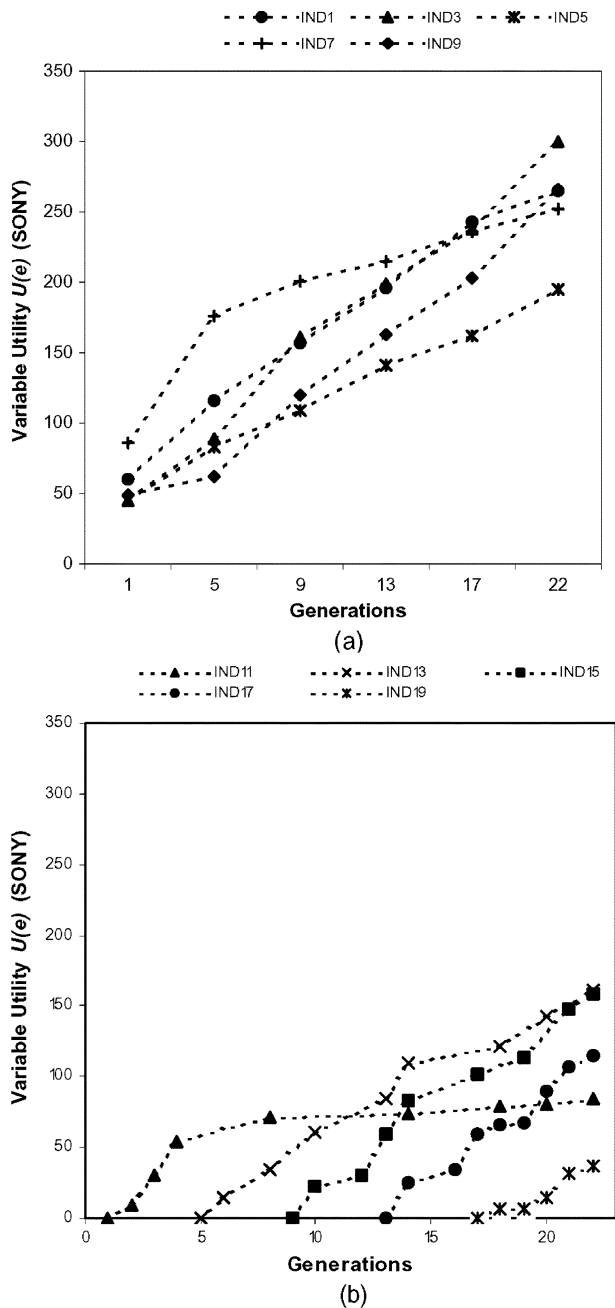 IND1 IND3 IND5
IND7 IND9
350
300
250
200
150
100
50
0
Variable Utility U(e) (SONY)
1 5 9 13 17 22
Generations
(a)
IND11 IND13 IND15
IND17 IND19
350
300
250
200
150
100
50
0
Variable Utility U(e) (SONY)
0 5 10 15 20
Generations
(b)